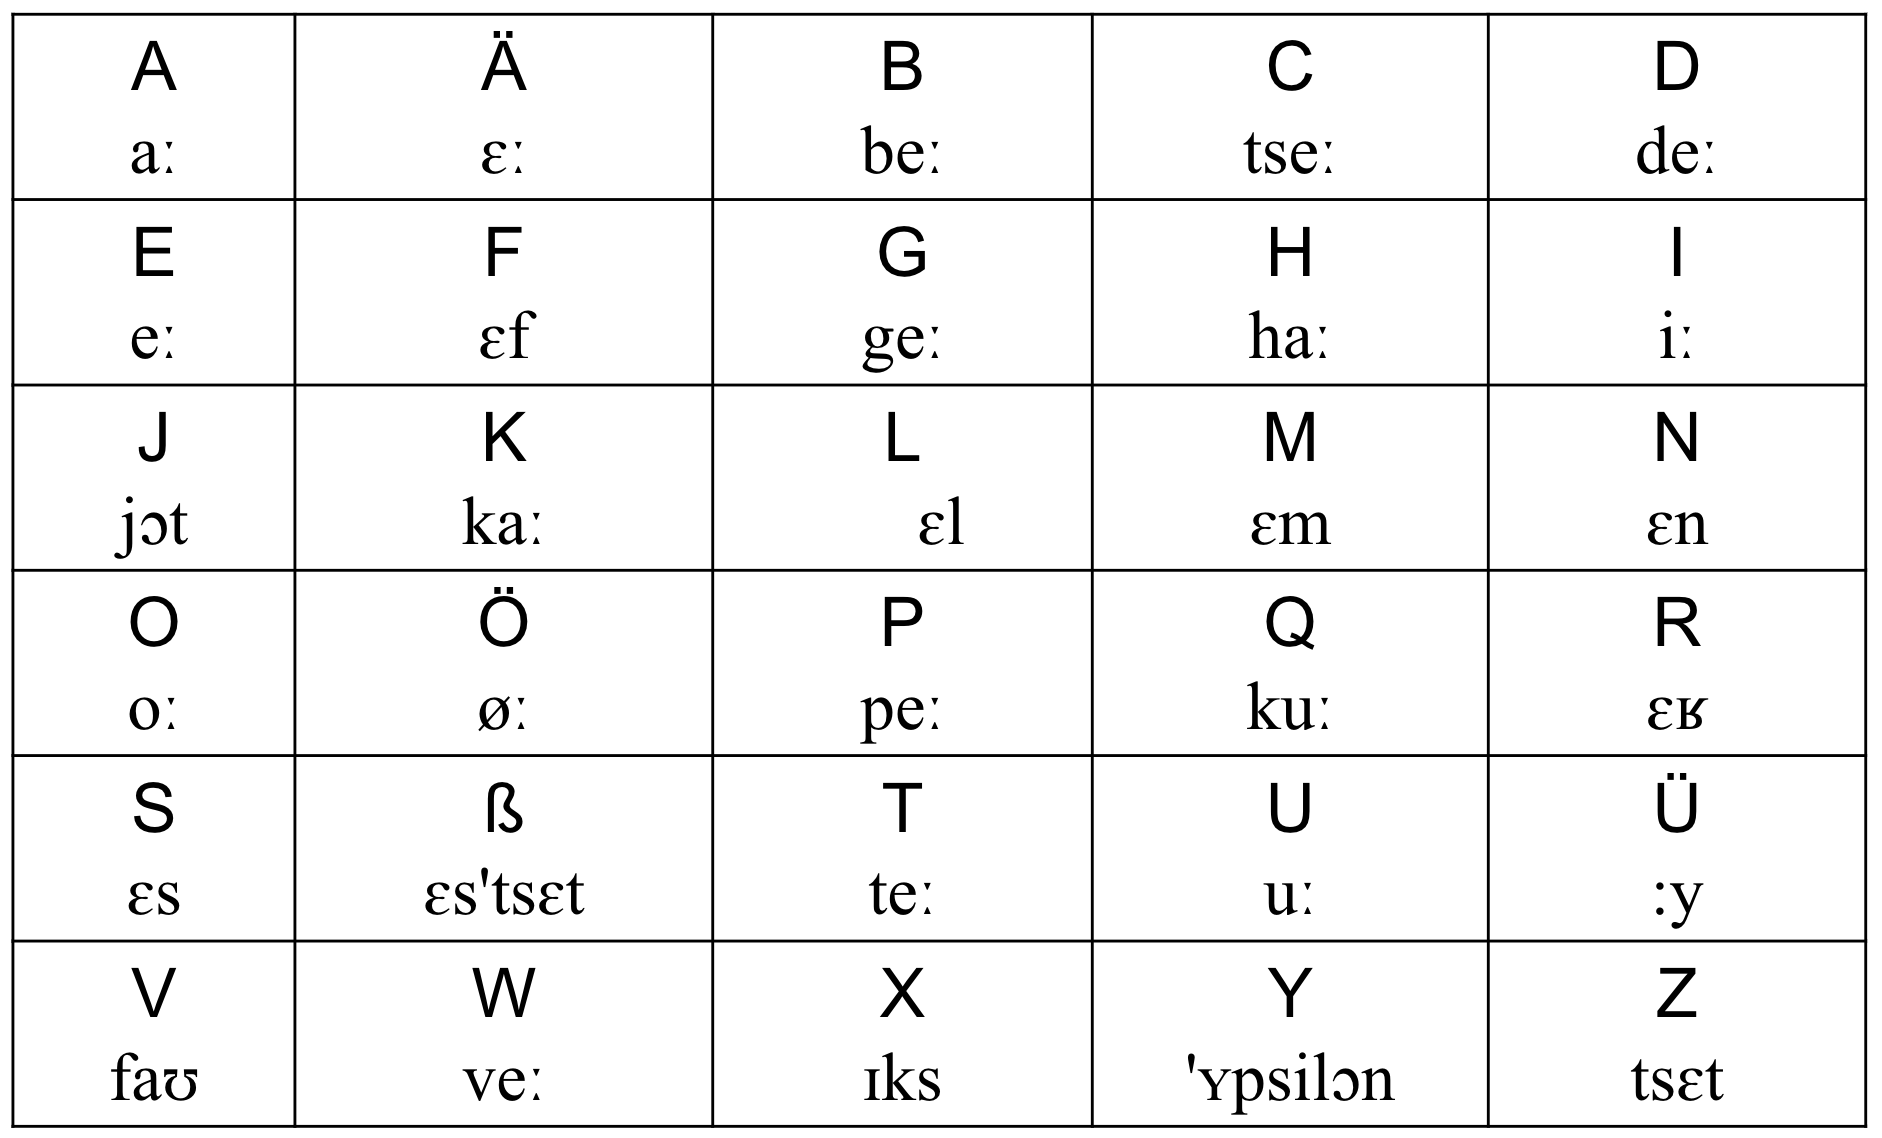 A Ä B C D
aː ɛː beː tseː deː
E F G H I
eː ɛf geː haː iː
J K L M N
jɔt kaː ɛl ɛm ɛn
O Ö P Q R
oː øː peː kuː ɛʁ
S ß T U Ü
ɛs ɛs'tsɛt teː uː :y
V W X Y Z
faʊ veː ɪks 'ʏpsilɔn tsɛt